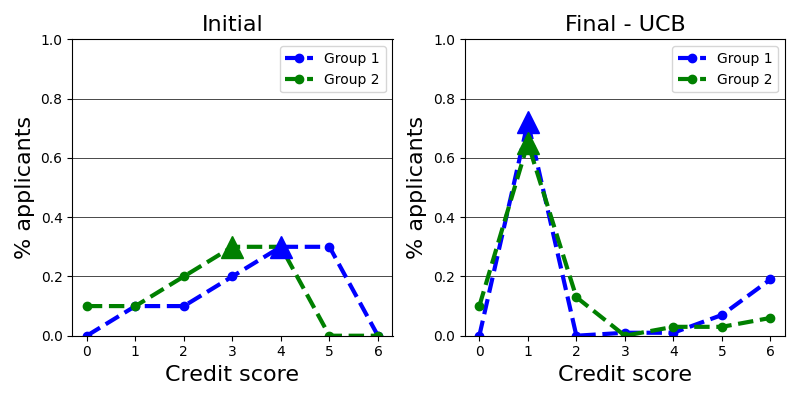 Initial
Final - UCB
% applicants
1.0
0.8
0.6
0.4
0.2
0.0
Group 1
Group 2
0 1 2 3 4 5 6
Credit score
% applicants
1.0
0.8
0.6
0.4
0.2
0.0
Group 1
Group 2
0 1 2 3 4 5 6
Credit score